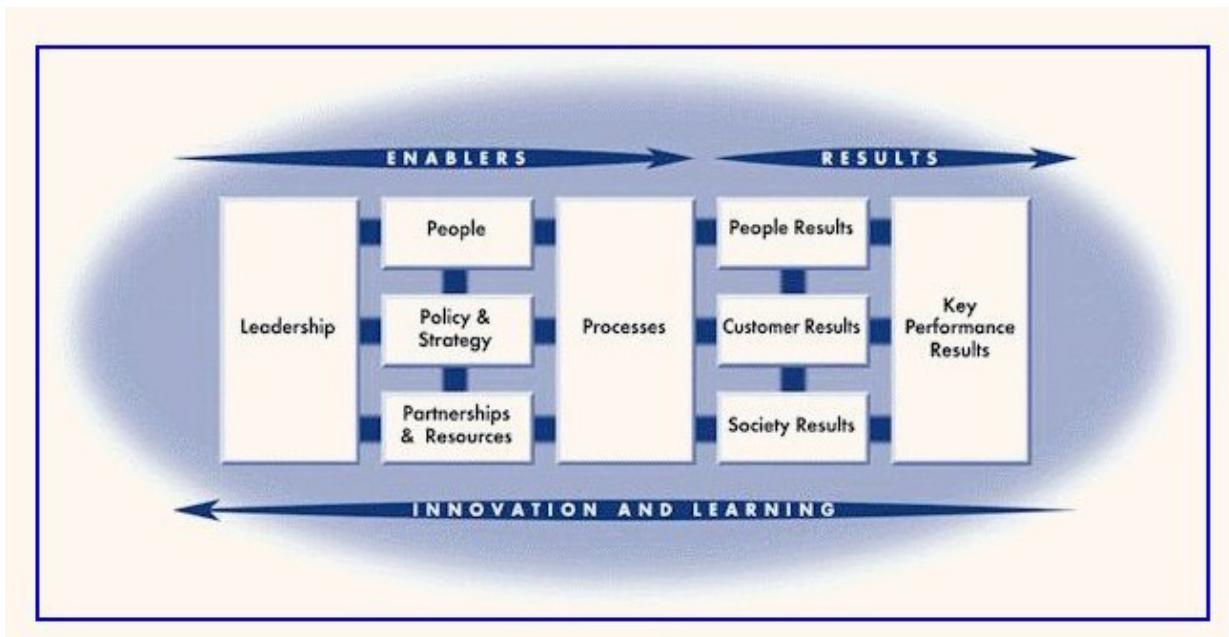 ENABLERS
RESULTS
Leadership
People
Policy &
Strategy
Partnerships
& Resources
Processes
People Results
Customer Results
Society Results
Key
Performance
Results
INNOVATION AND LEARNING